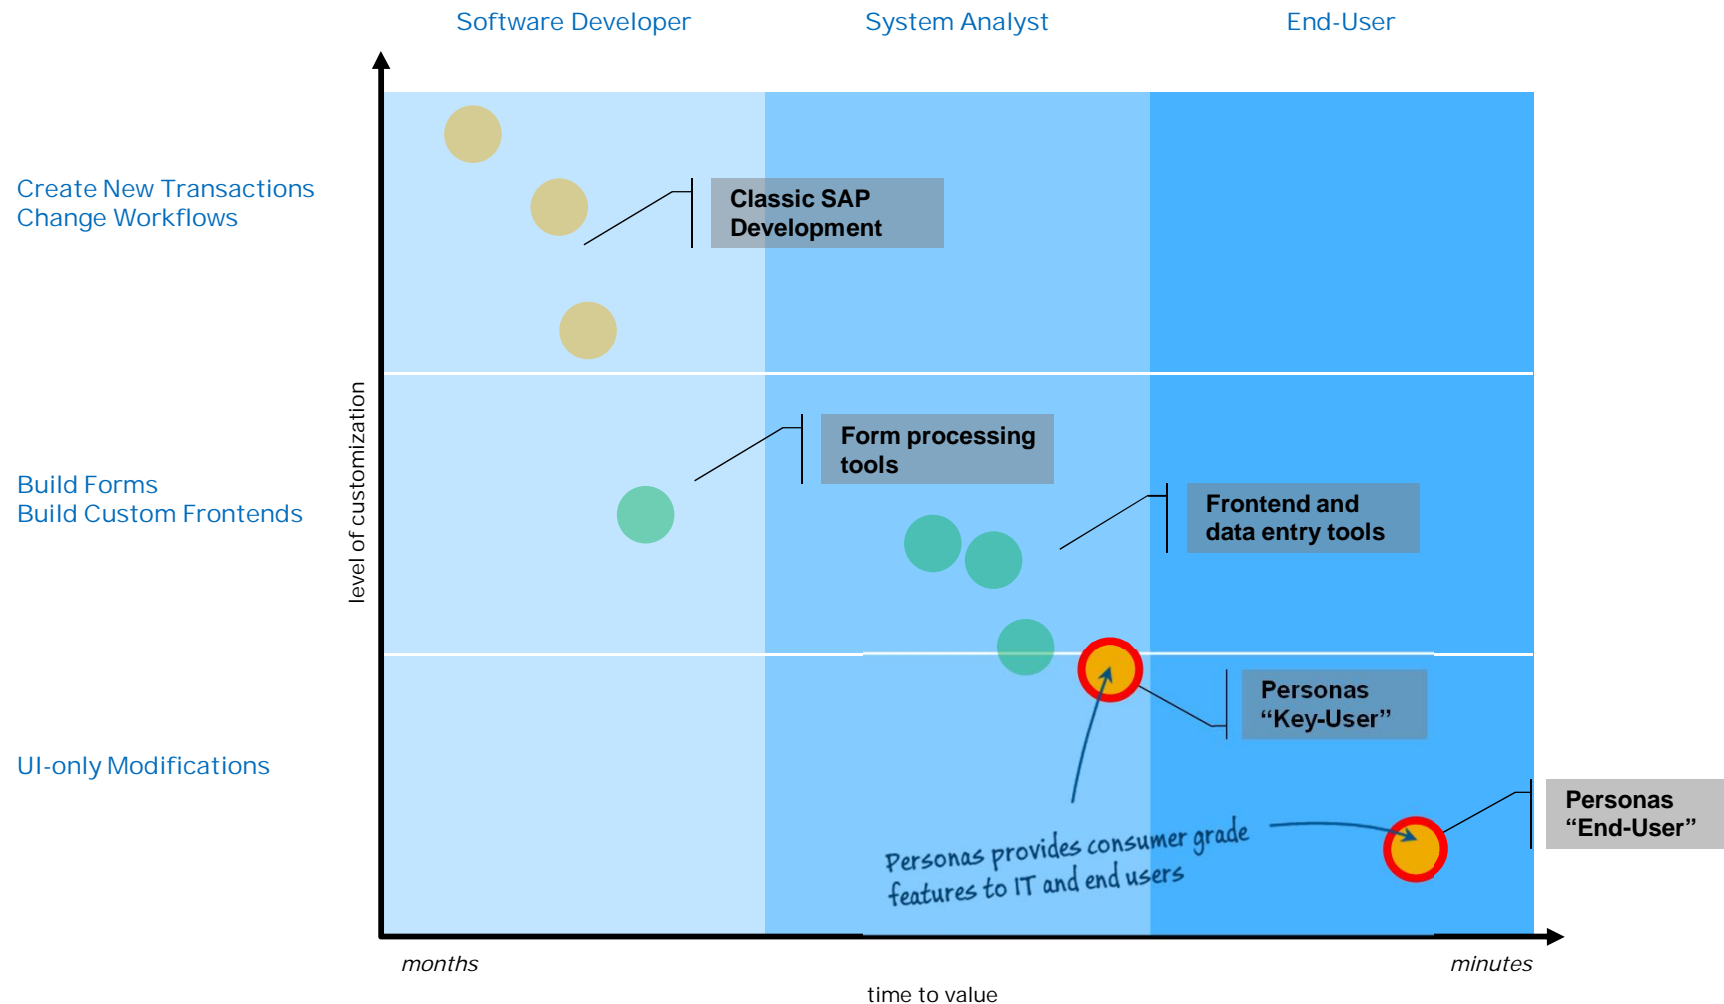 Software Developer
System Analyst
End-User
Create New Transactions
Change Workflows
Classic SAP
Development
level of customization
Form processing
tools
Build Forms
Build Custom Frontends
Frontend and
data entry tools
Personas
“Key-User”
UI-only Modifications
Personas
“End-User”
Personas provides consumer grade
features to IT and end users
months
minutes
time to value